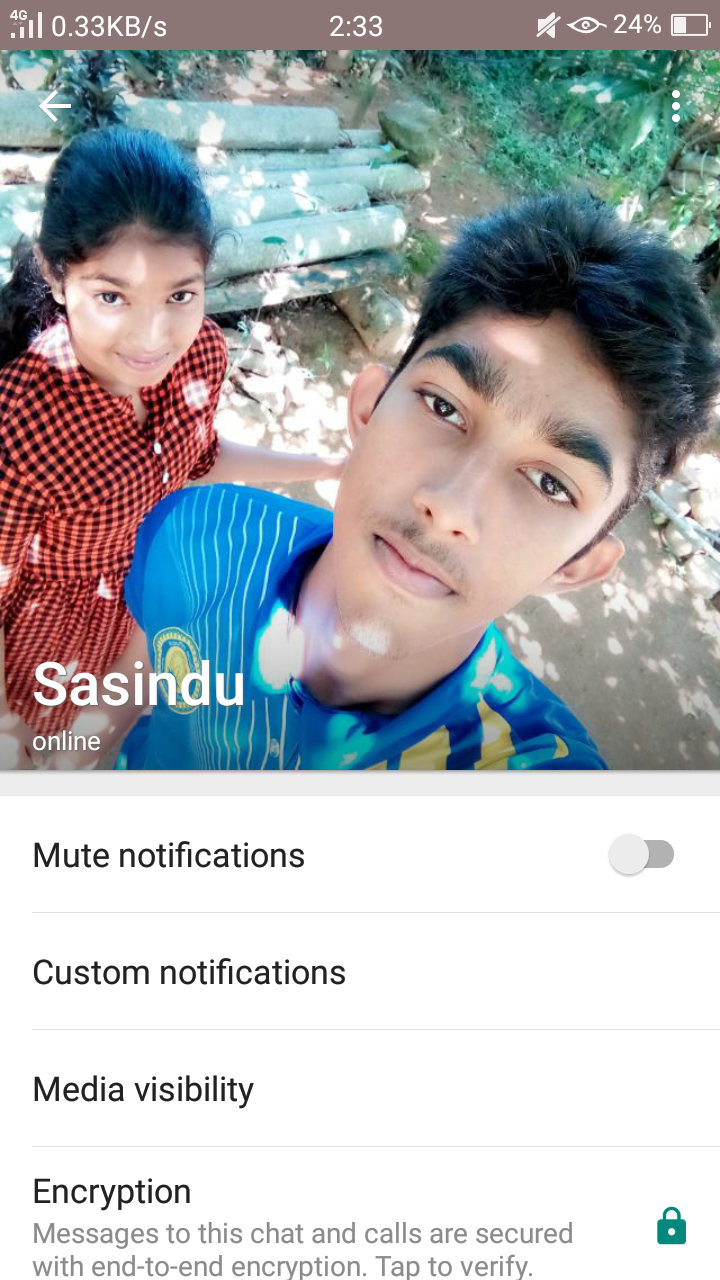 4G 0.33KB/s 2:33 24%
Sasindu
online
Mute notifications
Custom notifications
Media visibility
Encryption
Messages to this chat and calls are secured
with end-to-end encryption. Tap to verify.